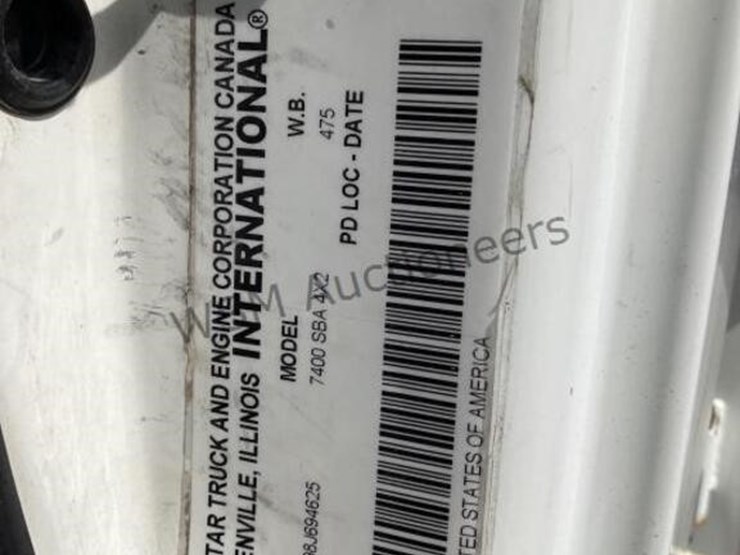 TAR TRUCK AND ENGINE CORPORATION CANADA
ENVILLE, ILLINOIS INTERNATIONAL®
MODEL W.B.
7400 SBA 4X2 475
PD LOC - DATE
8J694625
TED STATES OF AMERICA
Auctioneers